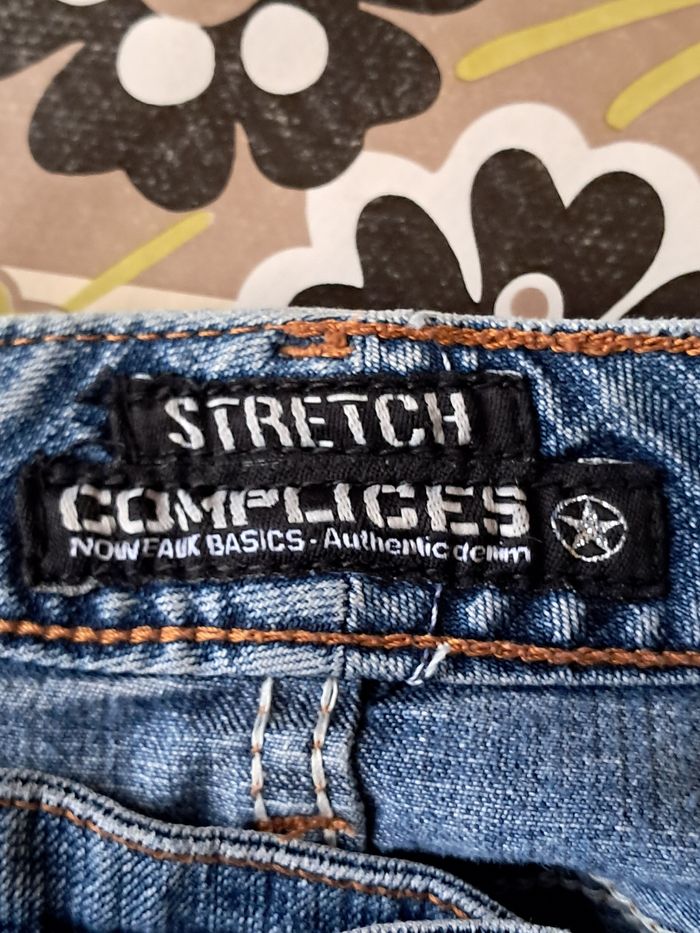 STRETCH
COMPLICES
NOUVEAUX BASICS - Authentic denim